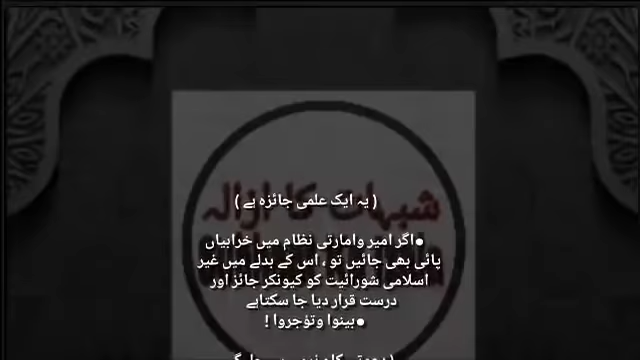 شبہات کا ازالہ
( یہ ایک علمی جائزہ ہے )
●اگر امیر وامارتی نظام میں خرابیاں
پائی بھی جائیں تو ، اس کے بدلے میں غیر
اسلامی شورائیت کو کیونکر جائز اور
درست قرار دیا جا سکتاہے
●بینوا وتؤجروا !